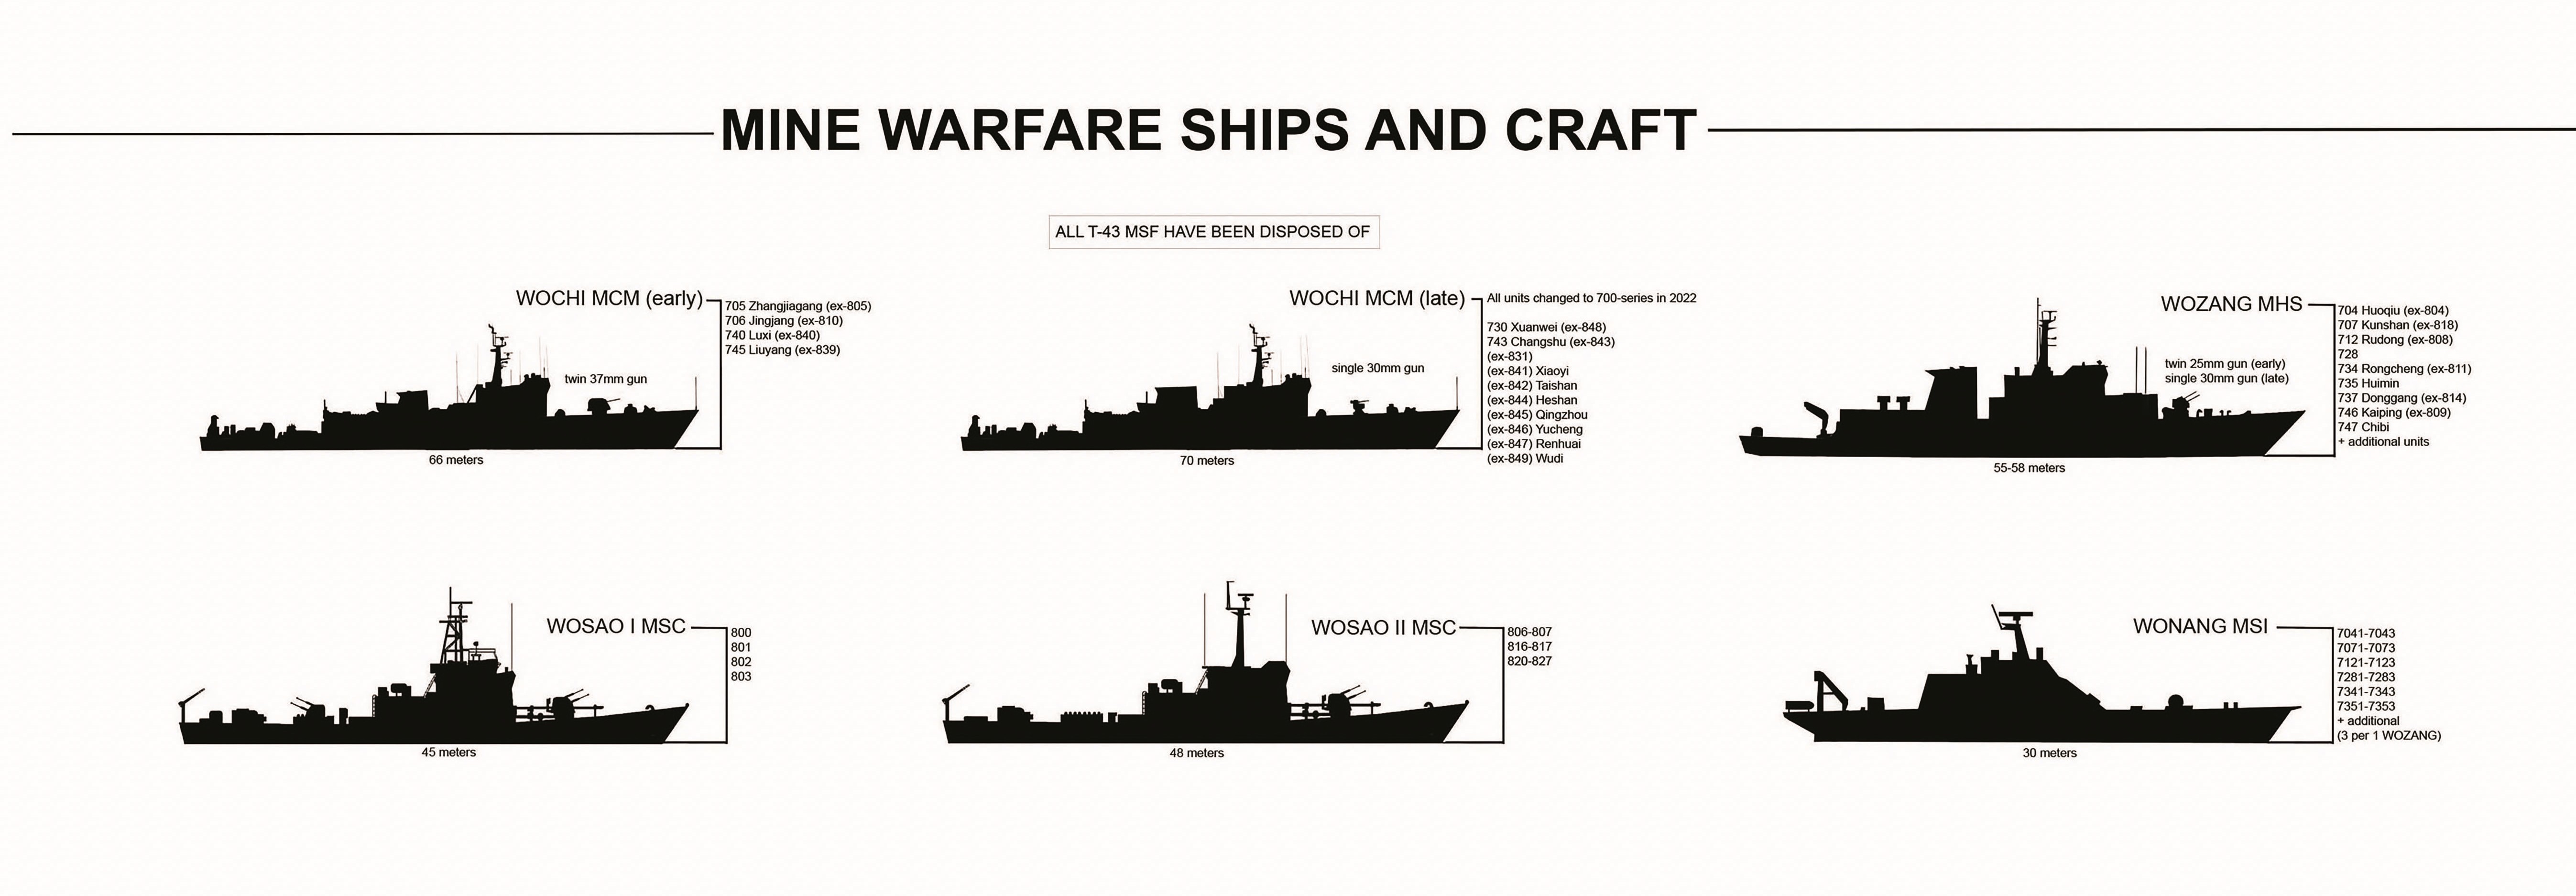 MINE WARFARE SHIPS AND CRAFT
ALL T-43 MSF HAVE BEEN DISPOSED OF
WOCHI MCM (early)
705 Zhangjiagang (ex-805)
706 Jingjang (ex-810)
740 Luxi (ex-840)
745 Liuyang (ex-839)
twin 37mm gun
66 meters
WOCHI MCM (late)
All units changed to 700-series in 2022
730 Xuanwei (ex-848)
743 Changshu (ex-843)
(ex-831)
(ex-841) Xiaoyi
(ex-842) Taishan
(ex-844) Heshan
(ex-845) Qingzhou
(ex-846) Yucheng
(ex-847) Renhuai
(ex-849) Wudi
single 30mm gun
70 meters
WOZANG MHS
704 Huoqiu (ex-804)
707 Kunshan (ex-818)
712 Rudong (ex-808)
728
734 Rongcheng (ex-811)
735 Huimin
737 Donggang (ex-814)
746 Kaiping (ex-809)
747 Chibi
+ additional units
twin 25mm gun (early)
single 30mm gun (late)
55-58 meters
WOSAO I MSC
800
801
802
803
45 meters
WOSAO II MSC
806-807
816-817
820-827
48 meters
WONANG MSI
7041-7043
7071-7073
7121-7123
7281-7283
7341-7343
7351-7353
+ additional
(3 per 1 WOZANG)
30 meters